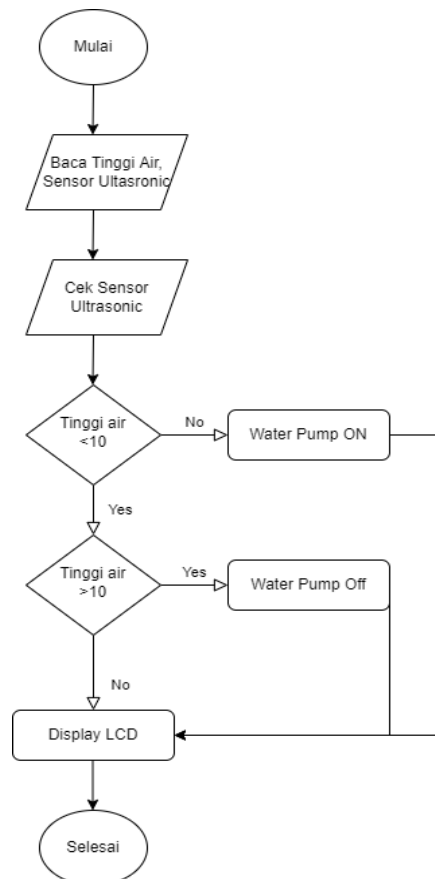 Mulai
Baca Tinggi Air,
Sensor Ultasronic
Cek Sensor
Ultrasonic
Tinggi air
<10
No
Water Pump ON
Yes
Tinggi air
>10
Yes
Water Pump Off
No
Display LCD
Selesai